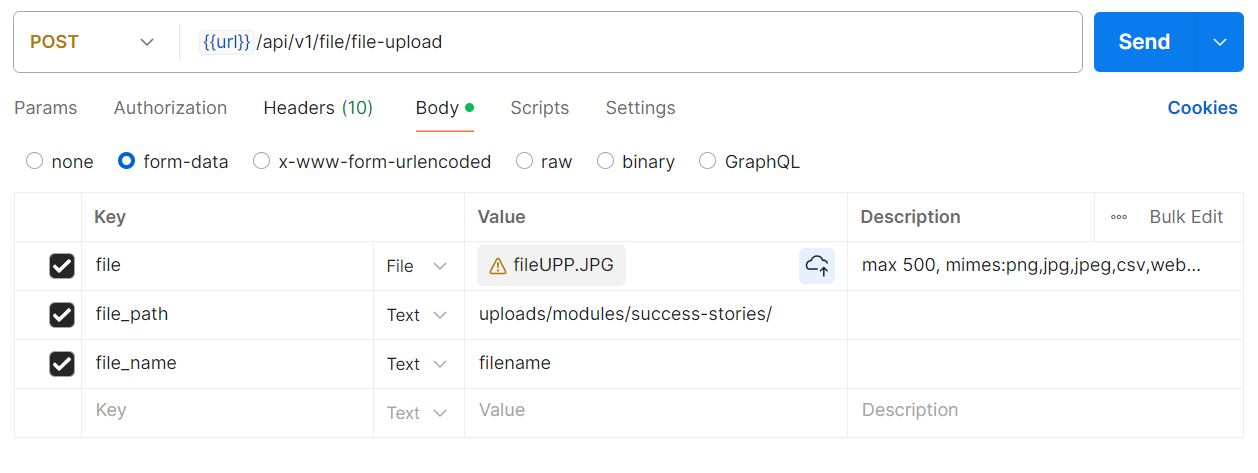 POST {{url}}/api/v1/file/file-upload Send
Params Authorization Headers (10) Body Scripts Settings Cookies
none form-data x-www-form-urlencoded raw binary GraphQL
Key Value Description Bulk Edit
file File fileUPP.JPG max 500, mimes:png,jpg,jpeg,csv,web...
file_path Text uploads/modules/success-stories/
file_name Text filename
Key Text Value Description